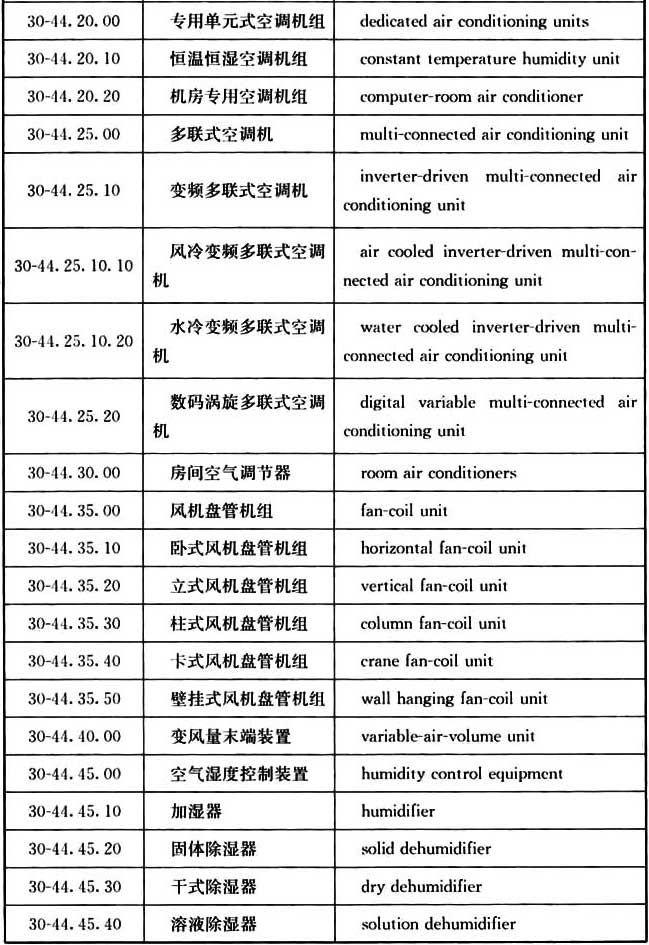 30-44.20.00 专用单元式空调机组 dedicated air conditioning units
30-44.20.10 恒温恒湿空调机组 constant temperature humidity unit
30-44.20.20 机房专用空调机组 computer-room air conditioner
30-44.25.00 多联式空调机 multi-connected air conditioning unit
30-44.25.10 变频多联式空调机 inverter-driven multi-connected air
conditioning unit
30-44.25.10.10 风冷变频多联式空调
机
air cooled inverter-driven multi-con-
nected air conditioning unit
30-44.25.10.20 水冷变频多联式空调
机
water cooled inverter-driven multi-
connected air conditioning unit
30-44.25.20 数码涡旋多联式空调
机
digital variable multi-connected air
conditioning unit
30-44.30.00 房间空气调节器 room air conditioners
30-44.35.00 风机盘管机组 fan-coil unit
30-44.35.10 卧式风机盘管机组 horizontal fan-coil unit
30-44.35.20 立式风机盘管机组 vertical fan-coil unit
30-44.35.30 柱式风机盘管机组 column fan-coil unit
30-44.35.40 卡式风机盘管机组 crane fan-coil unit
30-44.35.50 壁挂式风机盘管机组 wall hanging fan-coil unit
30-44.40.00 变风量末端装置 variable-air-volume unit
30-44.45.00 空气湿度控制装置 humidity control equipment
30-44.45.10 加湿器 humidifier
30-44.45.20 固体除湿器 solid dehumidifier
30-44.45.30 干式除湿器 dry dehumidifier
30-44.45.40 溶液除湿器 solution dehumidifier